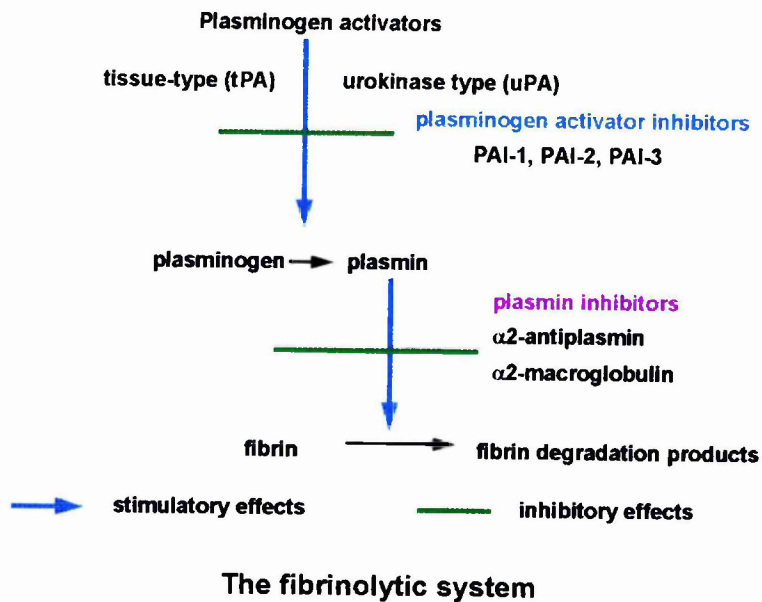 Plasminogen activators
tissue-type (tPA)
urokinase type (uPA)
plasminogen activator inhibitors
PAI-1, PAI-2, PAI-3
plasminogen
plasmin
plasmin inhibitors
α2-antiplasmin
α2-macroglobulin
fibrin
fibrin degradation products
stimulatory effects
inhibitory effects
The fibrinolytic system